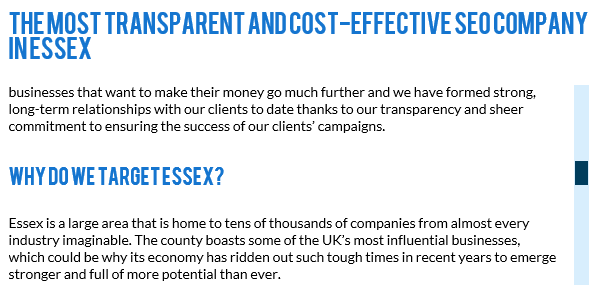 THE MOST TRANSPARENT AND COST-EFFECTIVE SEO COMPANY
IN ESSEX
businesses that want to make their money go much further and we have formed strong,
long-term relationships with our clients to date thanks to our transparency and sheer
commitment to ensuring the success of our clients’ campaigns.
WHY DO WE TARGET ESSEX?
Essex is a large area that is home to tens of thousands of companies from almost every
industry imaginable. The county boasts some of the UK’s most influential businesses,
which could be why its economy has ridden out such tough times in recent years to emerge
stronger and full of more potential than ever.